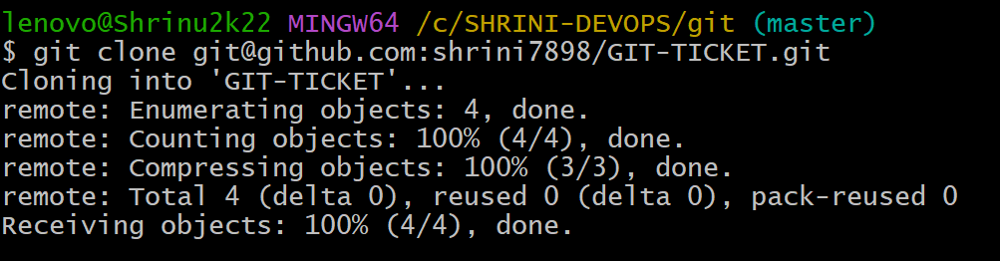 lenovo@Shrinu2k22 MINGW64 /c/SHRINI-DEVOPS/git (master)
$ git clone git@github.com:shrini7898/GIT-TICKET.git
Cloning into 'GIT-TICKET'...
remote: Enumerating objects: 4, done.
remote: Counting objects: 100% (4/4), done.
remote: Compressing objects: 100% (3/3), done.
remote: Total 4 (delta 0), reused 0 (delta 0), pack-reused 0
Receiving objects: 100% (4/4), done.